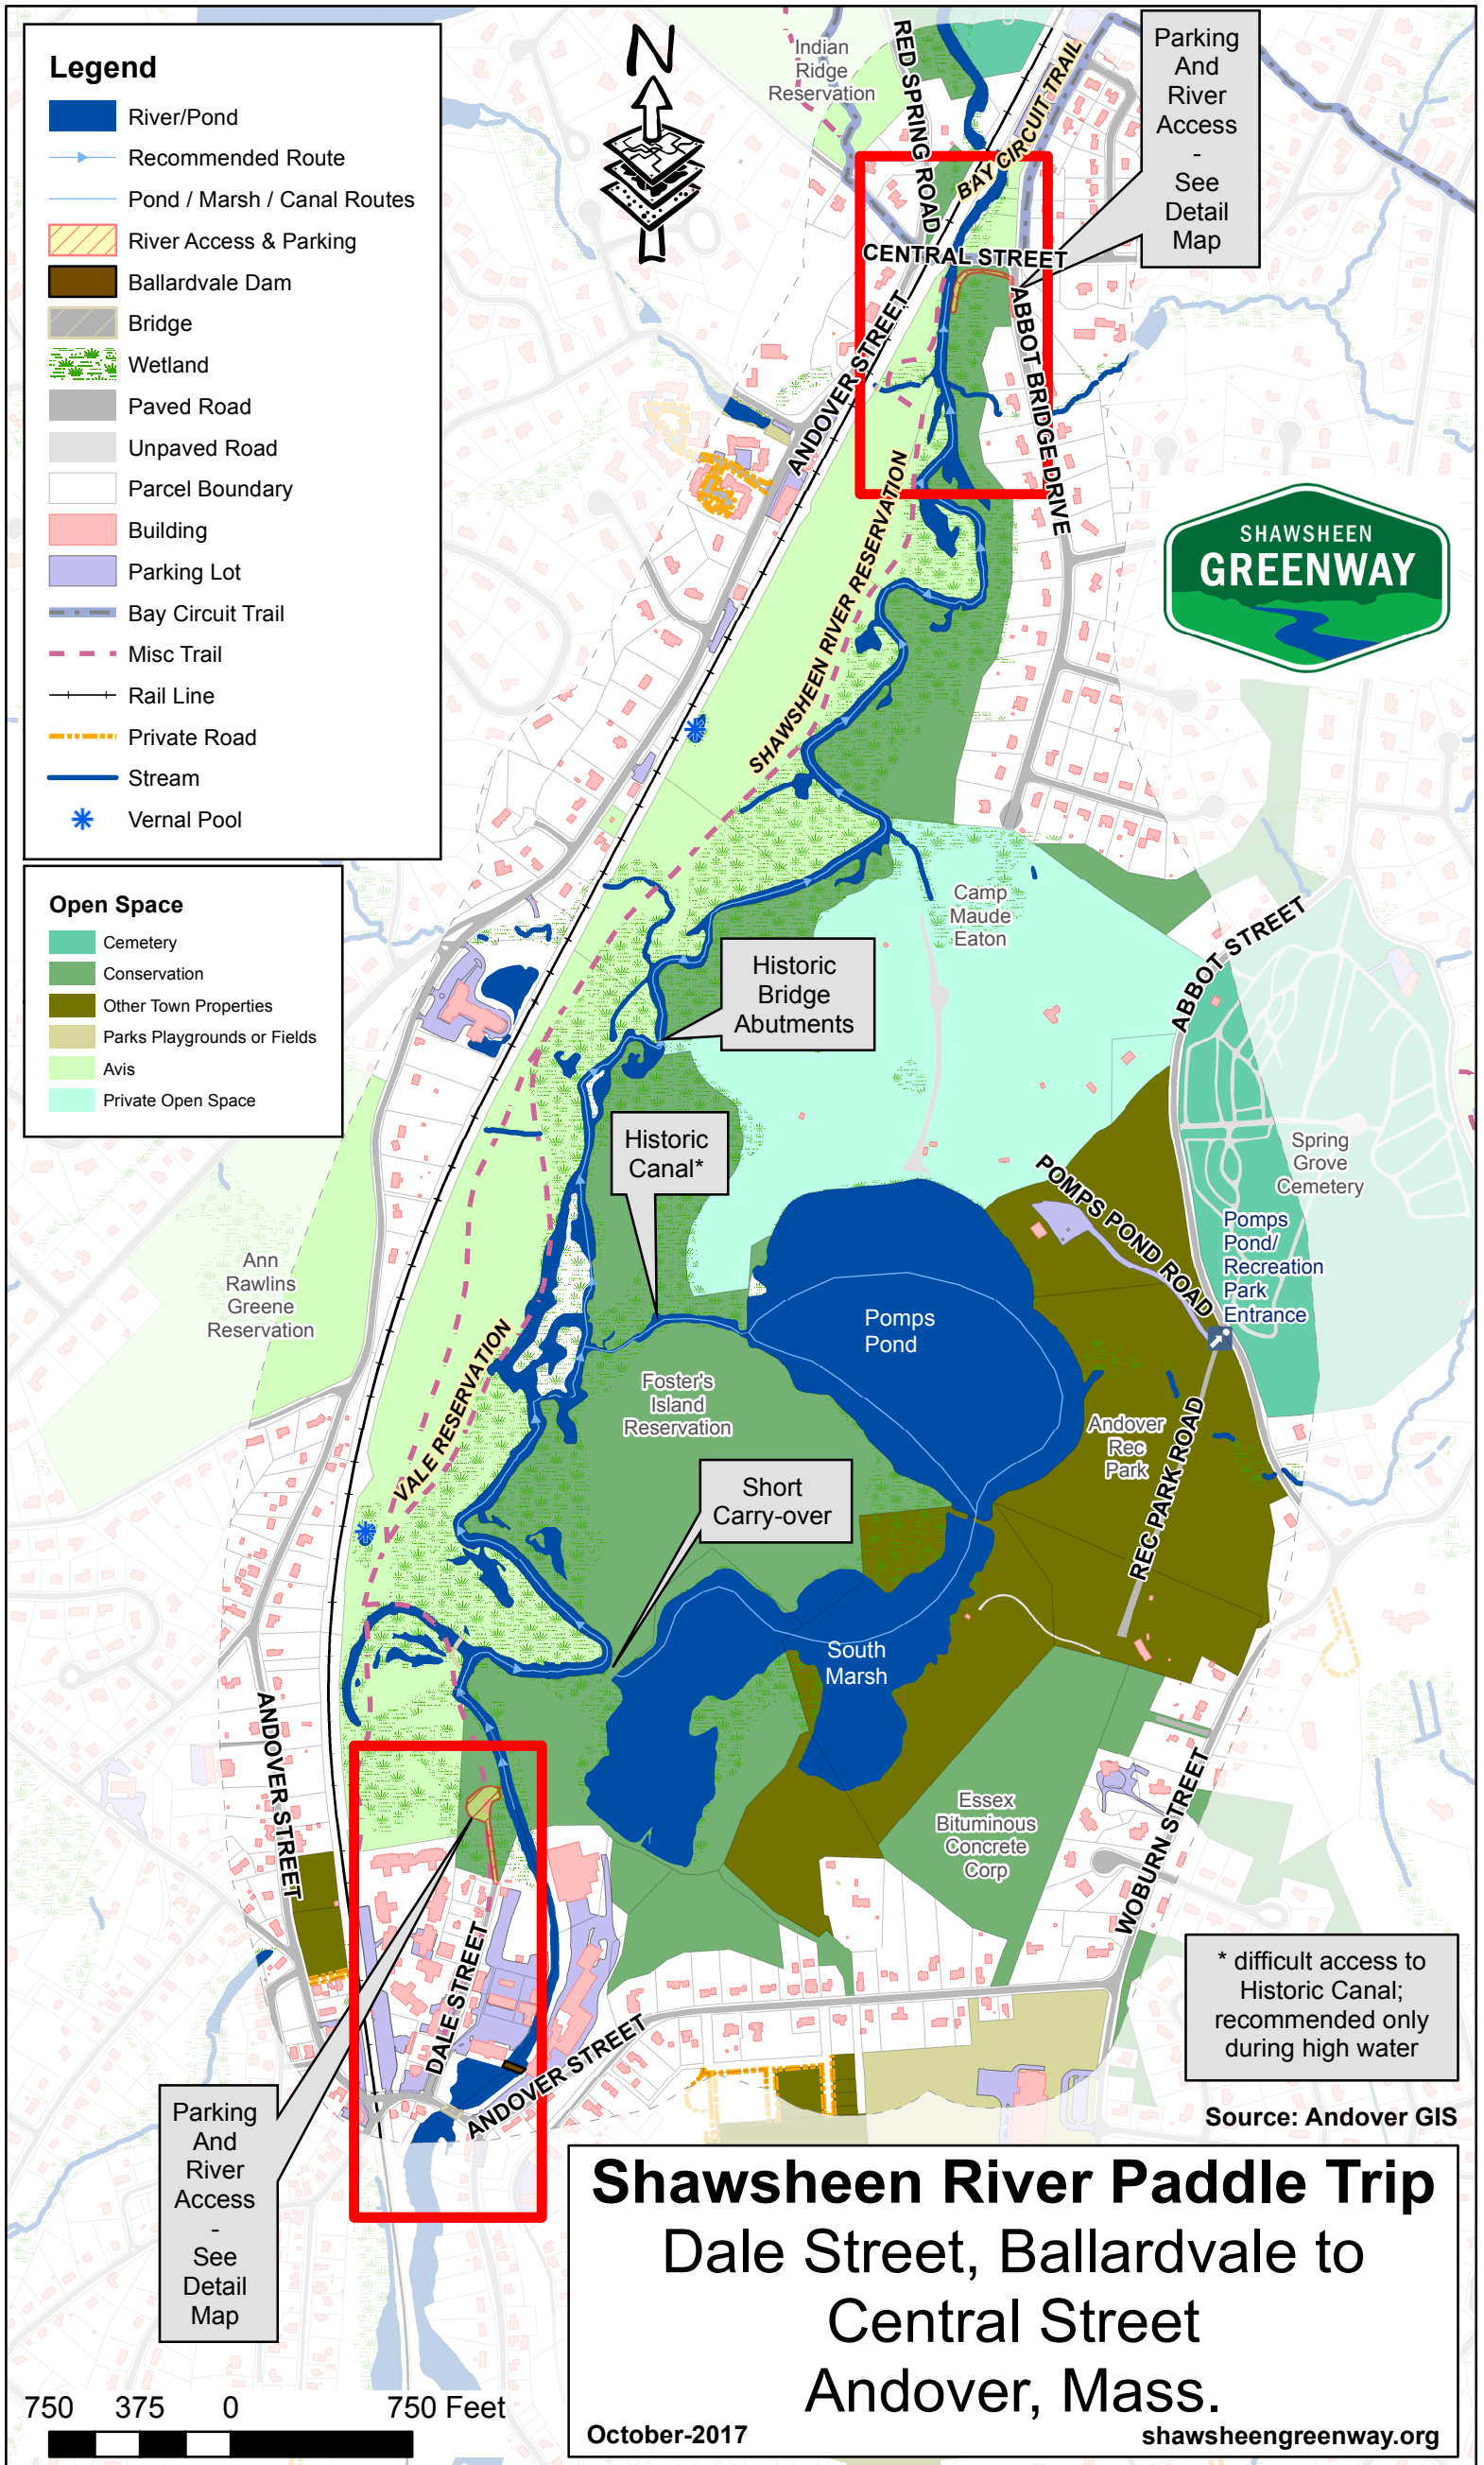 Legend
River/Pond
Recommended Route
Pond / Marsh / Canal Routes
River Access & Parking
Ballardvale Dam
Bridge
Wetland
Paved Road
Unpaved Road
Parcel Boundary
Building
Parking Lot
Bay Circuit Trail
Misc Trail
Rail Line
Private Road
Stream
Vernal Pool
Open Space
Cemetery
Conservation
Other Town Properties
Parks Playgrounds or Fields
Avis
Private Open Space
N
Indian
Ridge
Reservation
RED SPRING ROAD
BAY CIRCUIT TRAIL
Parking
And
River
Access
-
See
Detail
Map
CENTRAL STREET
ANDOVER STREET
ABBOT BRIDGE DRIVE
SHAWSHEEN
GREENWAY
SHAWSHEEN RIVER RESERVATION
Camp
Maude
Eaton
ABBOT STREET
Historic
Bridge
Abutments
Historic
Canal*
Spring
Grove
Cemetery
POMPS POND ROAD
Pomps
Pond/
Recreation
Park
Entrance
Ann
Rawlins
Greene
Reservation
Pomps
Pond
VALE RESERVATION
Foster's
Island
Reservation
Andover
Rec
Park
REC PARK ROAD
Short
Carry-over
South
Marsh
ANDOVER STREET
Essex
Bituminous
Concrete
Corp
WOBURN STREET
DALE STREET
ANDOVER STREET
* difficult access to
Historic Canal;
recommended only
during high water
Parking
And
River
Access
-
See
Detail
Map
Source: Andover GIS
Shawsheen River Paddle Trip
Dale Street, Ballardvale to
Central Street
Andover, Mass.
October-2017
shawsheengreenway.org
750 375 0 750 Feet